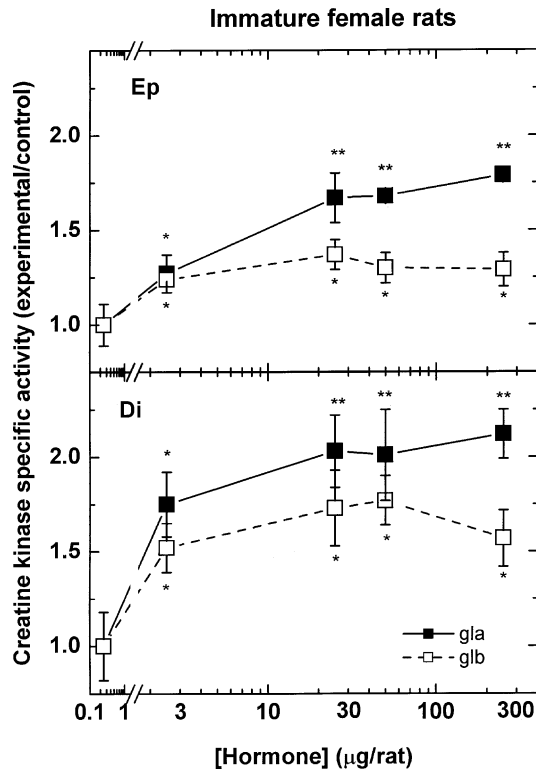 Immature female rats
Creatine kinase specific activity (experimental/control)
Ep
2.0
1.5
1.0
** ** **
*
* * * *
Di
2.0
1.5
1.0
** ** **
*
* * * *
gla
glb
0.1 1 3 10 30 100 300
[Hormone] (μg/rat)